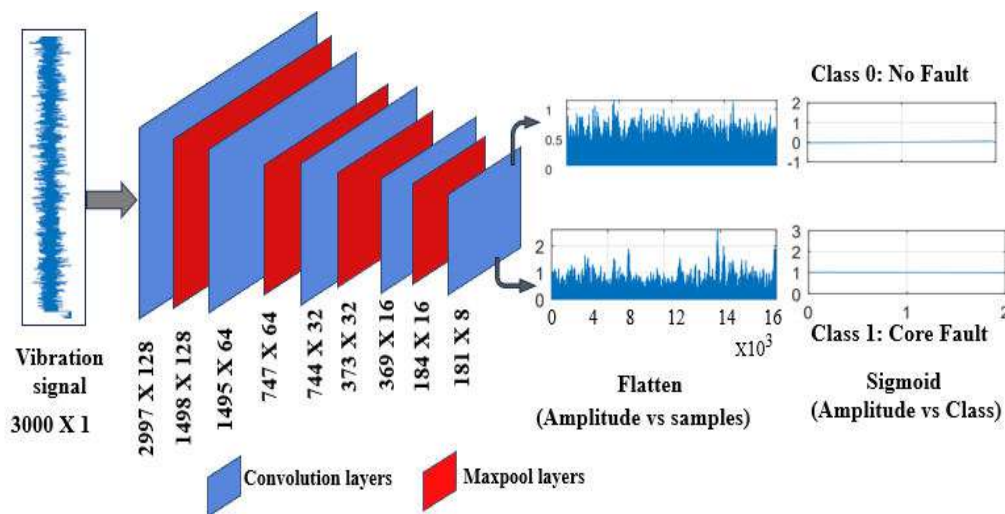 Vibration
signal
3000 X 1
2997 X 128
1498 X 128
1495 X 64
747 X 64
744 X 32
373 X 32
369 X 16
184 X 16
181 X 8
Convolution layers
Maxpool layers
1
0.5
0
2
1
0
0 4 8 12 16
X10³
Flatten
(Amplitude vs samples)
Class 0: No Fault
2
1
0
-1
3
2
1
0
0 1 2
Class 1: Core Fault
Sigmoid
(Amplitude vs Class)